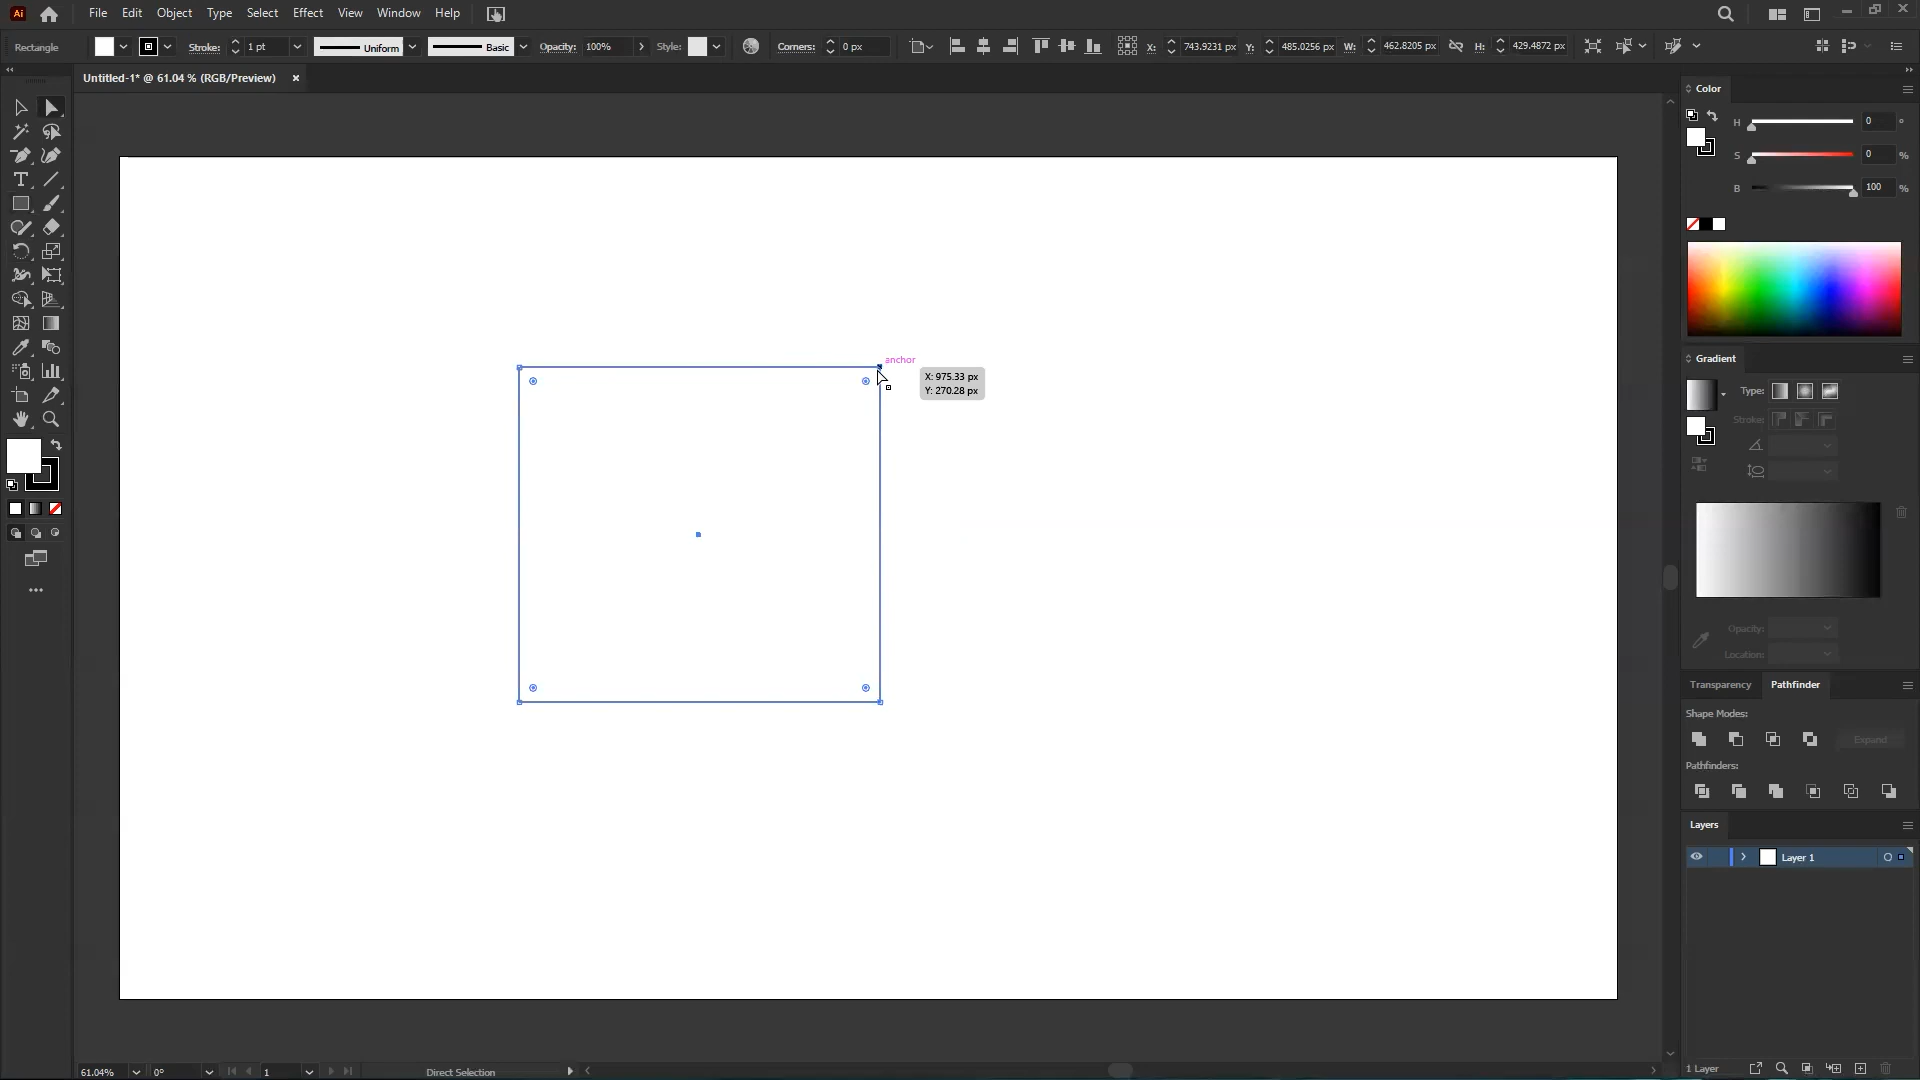 Ai File Edit Object Type Select Effect View Window Help
Rectangle Stroke: 1 pt Uniform Basic Opacity: 100% Style: Corners: 0 px X: 743.9231 px Y: 485.0256 px W: 462.8205 px H: 429.4872 px
Untitled-1* @ 61.04 % (RGB/Preview)
Color
H 0 °
S 0 %
B 100 %
anchor
X: 975.33 px
Y: 270.28 px
Gradient
Type:
Stroke:
Opacity:
Location:
Transparency Pathfinder
Shape Modes:
Expand
Pathfinders:
Layers
Layer 1
61.04% 0° 1 Direct Selection
1 Layer